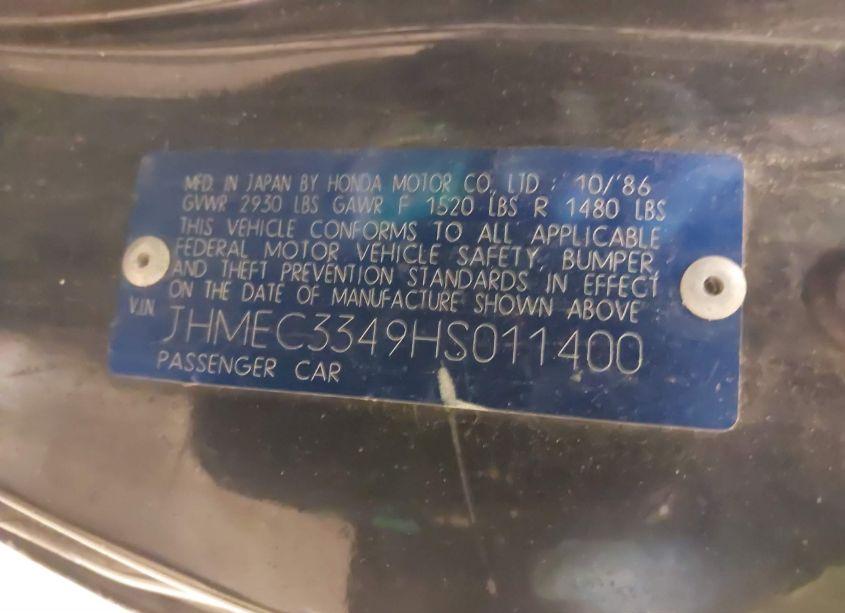 MFD. IN JAPAN BY HONDA MOTOR CO., LTD : 10/'86
GVWR 2930 LBS GAWR F 1520 LBS R 1480 LBS
THIS VEHICLE CONFORMS TO ALL APPLICABLE
FEDERAL MOTOR VEHICLE SAFETY, BUMPER,
AND THEFT PREVENTION STANDARDS IN EFFECT
ON THE DATE OF MANUFACTURE SHOWN ABOVE :
V.I.N. JHMEC3349HS011400
PASSENGER CAR